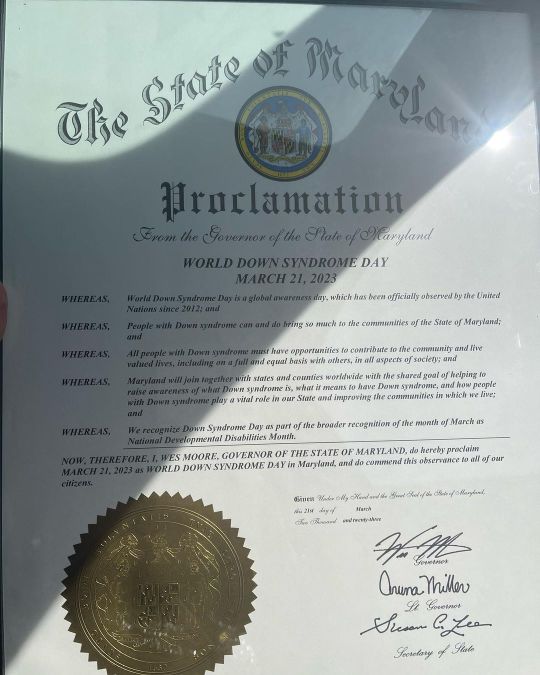 The State of Maryland
Proclamation
From the Governor of the State of Maryland
WORLD DOWN SYNDROME DAY
MARCH 21, 2023
WHEREAS, World Down Syndrome Day is a global awareness day, which has been officially observed by the United
Nations since 2012; and
WHEREAS, People with Down syndrome can and do bring so much to the communities of the State of Maryland;
and
WHEREAS, All people with Down syndrome must have opportunities to contribute to the community and live
valued lives, including on a full and equal basis with others, in all aspects of society; and
WHEREAS, Maryland will join together with states and counties worldwide with the shared goal of helping to
raise awareness of what Down syndrome is, what it means to have Down syndrome, and how people
with Down syndrome play a vital role in our State and improving the communities in which we live;
and
WHEREAS, We recognize Down Syndrome Day as part of the broader recognition of the month of March as
National Developmental Disabilities Month.
NOW, THEREFORE, I, WES MOORE, GOVERNOR OF THE STATE OF MARYLAND, do hereby proclaim
MARCH 21, 2023 as WORLD DOWN SYNDROME DAY in Maryland, and do commend this observance to all of our
citizens.
Given Under My Hand and the Great Seal of the State of Maryland,
this 21st day of March
Two Thousand and twenty-three
Governor
Aruna Miller
Lt. Governor
Susan C. Lee
Secretary of State